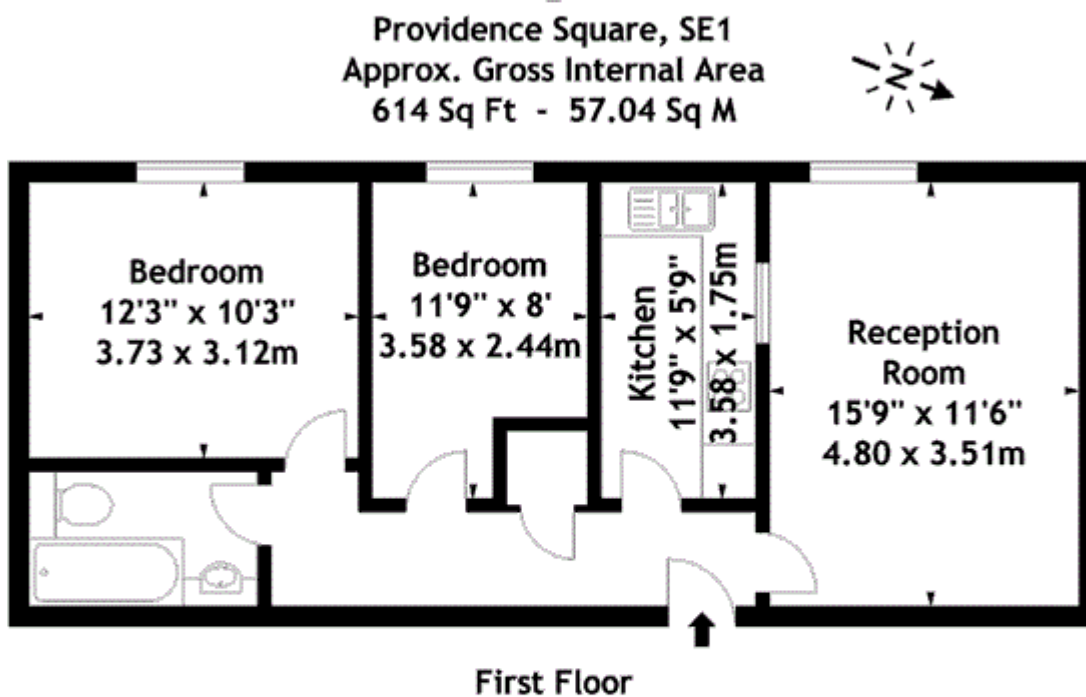 Providence Square, SE1
Approx. Gross Internal Area
614 Sq Ft - 57.04 Sq M
N
Bedroom
12'3" x 10'3"
3.73 x 3.12m
Bedroom
11'9" x 8'
3.58 x 2.44m
Kitchen
11'9" x 5'9"
3.58 x 1.75m
Reception
Room
15'9" x 11'6"
4.80 x 3.51m
First Floor